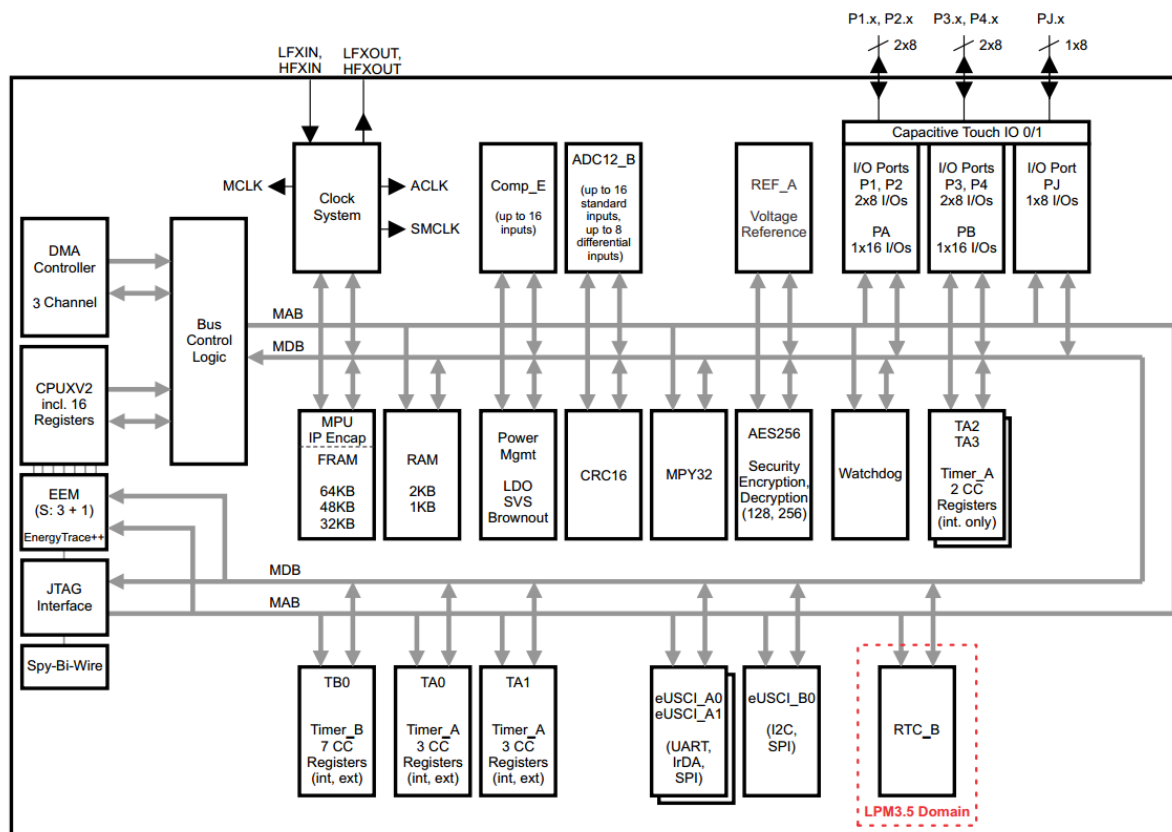 P1.x, P2.x
P3.x, P4.x
PJ.x
2x8
2x8
1x8
LFXIN,
HFXIN
LFXOUT,
HFXOUT
Capacitive Touch IO 0/1
MCLK
Clock
System
ACLK
SMCLK
Comp_E
(up to 16
inputs)
ADC12_B
(up to 16
standard
inputs,
up to 8
differential
inputs)
REF_A
Voltage
Reference
I/O Ports
P1, P2
2x8 I/Os
PA
1x16 I/Os
I/O Ports
P3, P4
2x8 I/Os
PB
1x16 I/Os
I/O Port
PJ
1x8 I/Os
DMA
Controller
3 Channel
Bus
Control
Logic
MAB
MDB
CPUXV2
incl. 16
Registers
MPU
IP Encap
FRAM
64KB
48KB
32KB
RAM
2KB
1KB
Power
Mgmt
LDO
SVS
Brownout
CRC16
MPY32
AES256
Security
Encryption,
Decryption
(128, 256)
Watchdog
TA2
TA3
Timer_A
2 CC
Registers
(int. only)
EEM
(S: 3 + 1)
EnergyTrace++
JTAG
Interface
MDB
MAB
Spy-Bi-Wire
TB0
Timer_B
7 CC
Registers
(int, ext)
TA0
Timer_A
3 CC
Registers
(int, ext)
TA1
Timer_A
3 CC
Registers
(int, ext)
eUSCI_A0
eUSCI_A1
(UART,
IrDA,
SPI)
eUSCI_B0
(I2C,
SPI)
RTC_B
LPM3.5 Domain